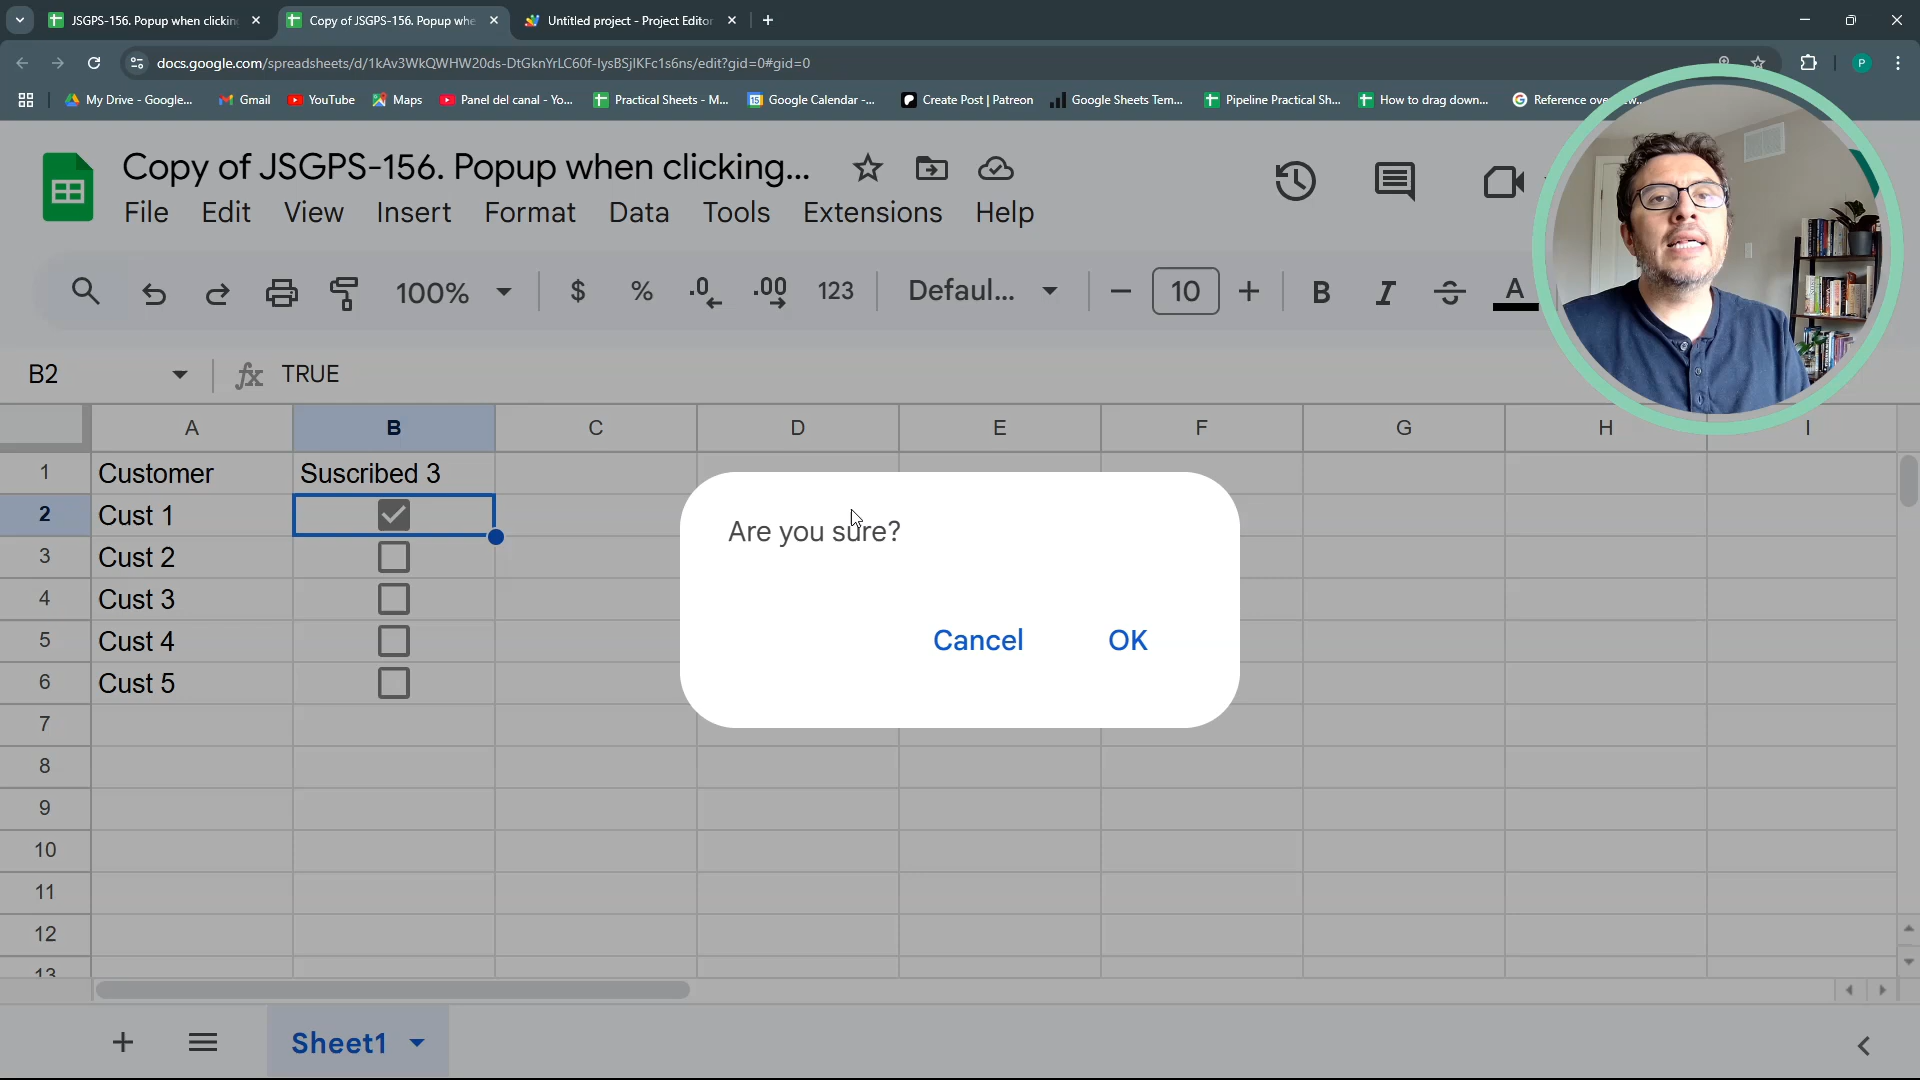 JSGPS-156. Popup when clickin
Copy of JSGPS-156. Popup whe
Untitled project - Project Editor
docs.google.com/spreadsheets/d/1kAv3WkQWHW20ds-DtGknYrLC60f-IysBSjIKFc1s6ns/edit?gid=0#gid=0
P
My Drive - Google...
Gmail
YouTube
Maps
Panel del canal - Yo...
Practical Sheets - M...
Google Calendar -...
Create Post | Patreon
Google Sheets Tem...
Pipeline Practical Sh...
How to drag down...
Reference
Copy of JSGPS-156. Popup when clicking...
File Edit View Insert Format Data Tools Extensions Help
100% $ % .0 .00 123 Defaul... 10 B I S A
B2 fx TRUE
A B C D E F G H I
1 Customer Suscribed 3
2 Cust 1
3 Cust 2
4 Cust 3
5 Cust 4
6 Cust 5
7
8
9
10
11
12
13
Are you sure?
Cancel OK
Sheet1